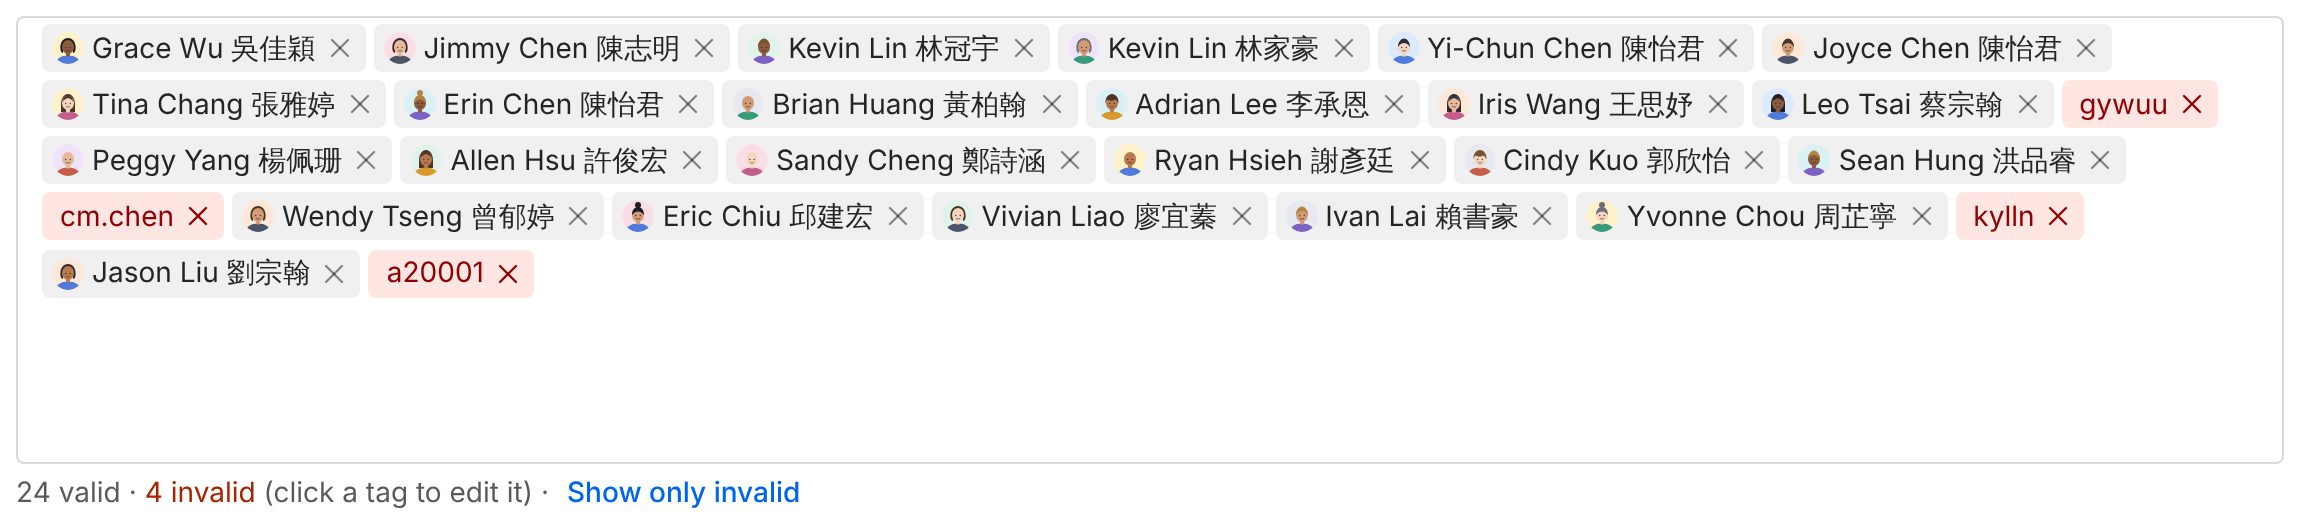 Grace Wu 吳佳穎 Jimmy Chen 陳志明 Kevin Lin 林冠宇 Kevin Lin 林家豪 Yi-Chun Chen 陳怡君 Joyce Chen 陳怡君
Tina Chang 張雅婷 Erin Chen 陳怡君 Brian Huang 黃柏翰 Adrian Lee 李承恩 Iris Wang 王思妤 Leo Tsai 蔡宗翰 gywuu
Peggy Yang 楊佩珊 Allen Hsu 許俊宏 Sandy Cheng 鄭詩涵 Ryan Hsieh 謝彥廷 Cindy Kuo 郭欣怡 Sean Hung 洪品睿
cm.chen Wendy Tseng 曾郁婷 Eric Chiu 邱建宏 Vivian Liao 廖宜蓁 Ivan Lai 賴書豪 Yvonne Chou 周芷寧 kylln
Jason Liu 劉宗翰 a20001
24 valid · 4 invalid (click a tag to edit it) · Show only invalid